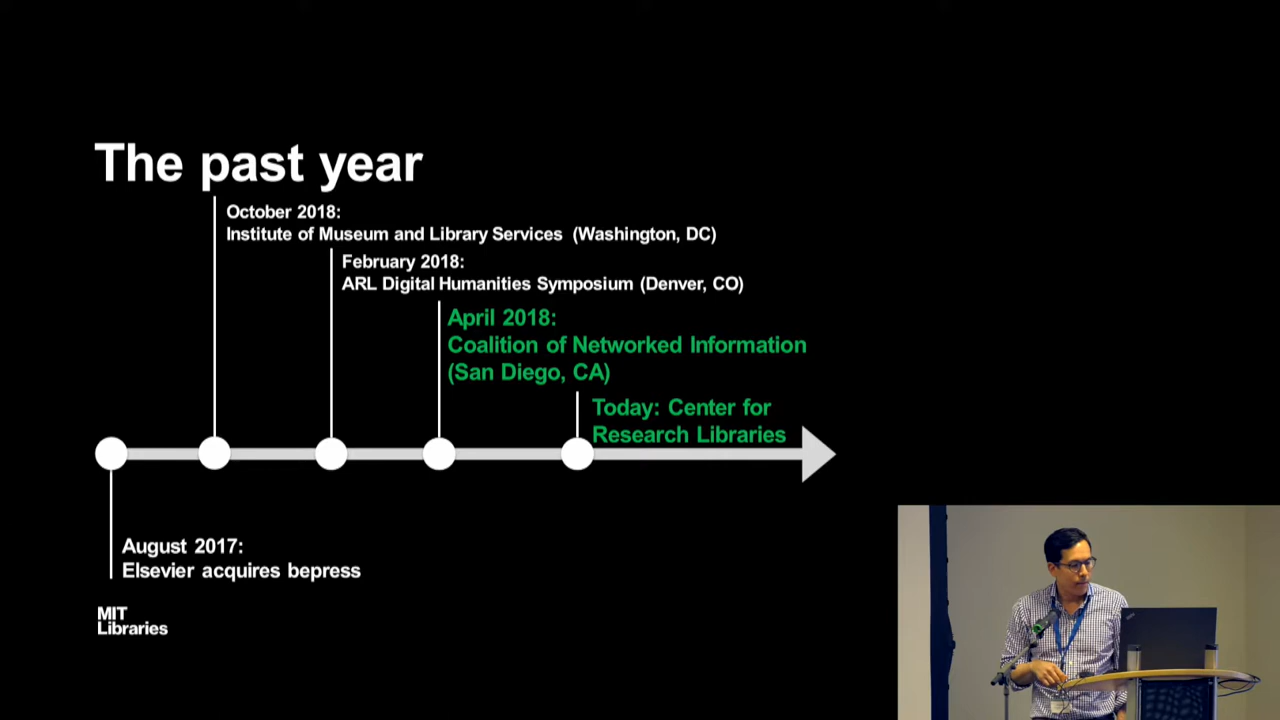 The past year
October 2018:
Institute of Museum and Library Services (Washington, DC)
February 2018:
ARL Digital Humanities Symposium (Denver, CO)
April 2018:
Coalition of Networked Information
(San Diego, CA)
Today: Center for
Research Libraries
August 2017:
Elsevier acquires bepress
MIT
Libraries